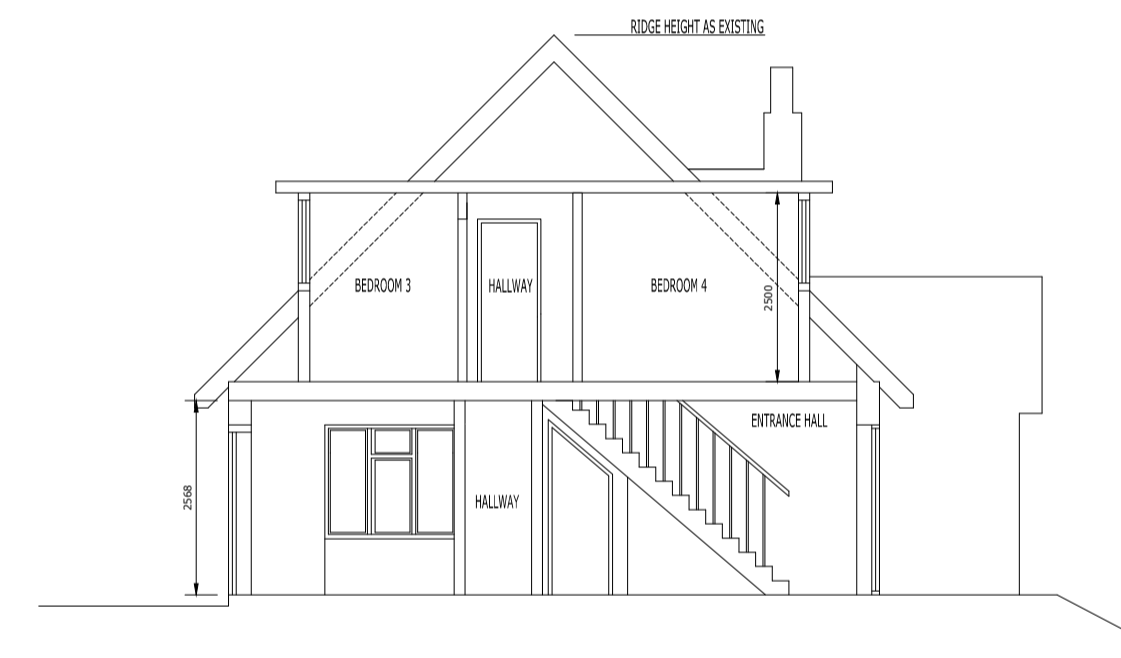 RIDGE HEIGHT AS EXISTING
BEDROOM 3
HALLWAY
BEDROOM 4
2500
ENTRANCE HALL
2568
HALLWAY